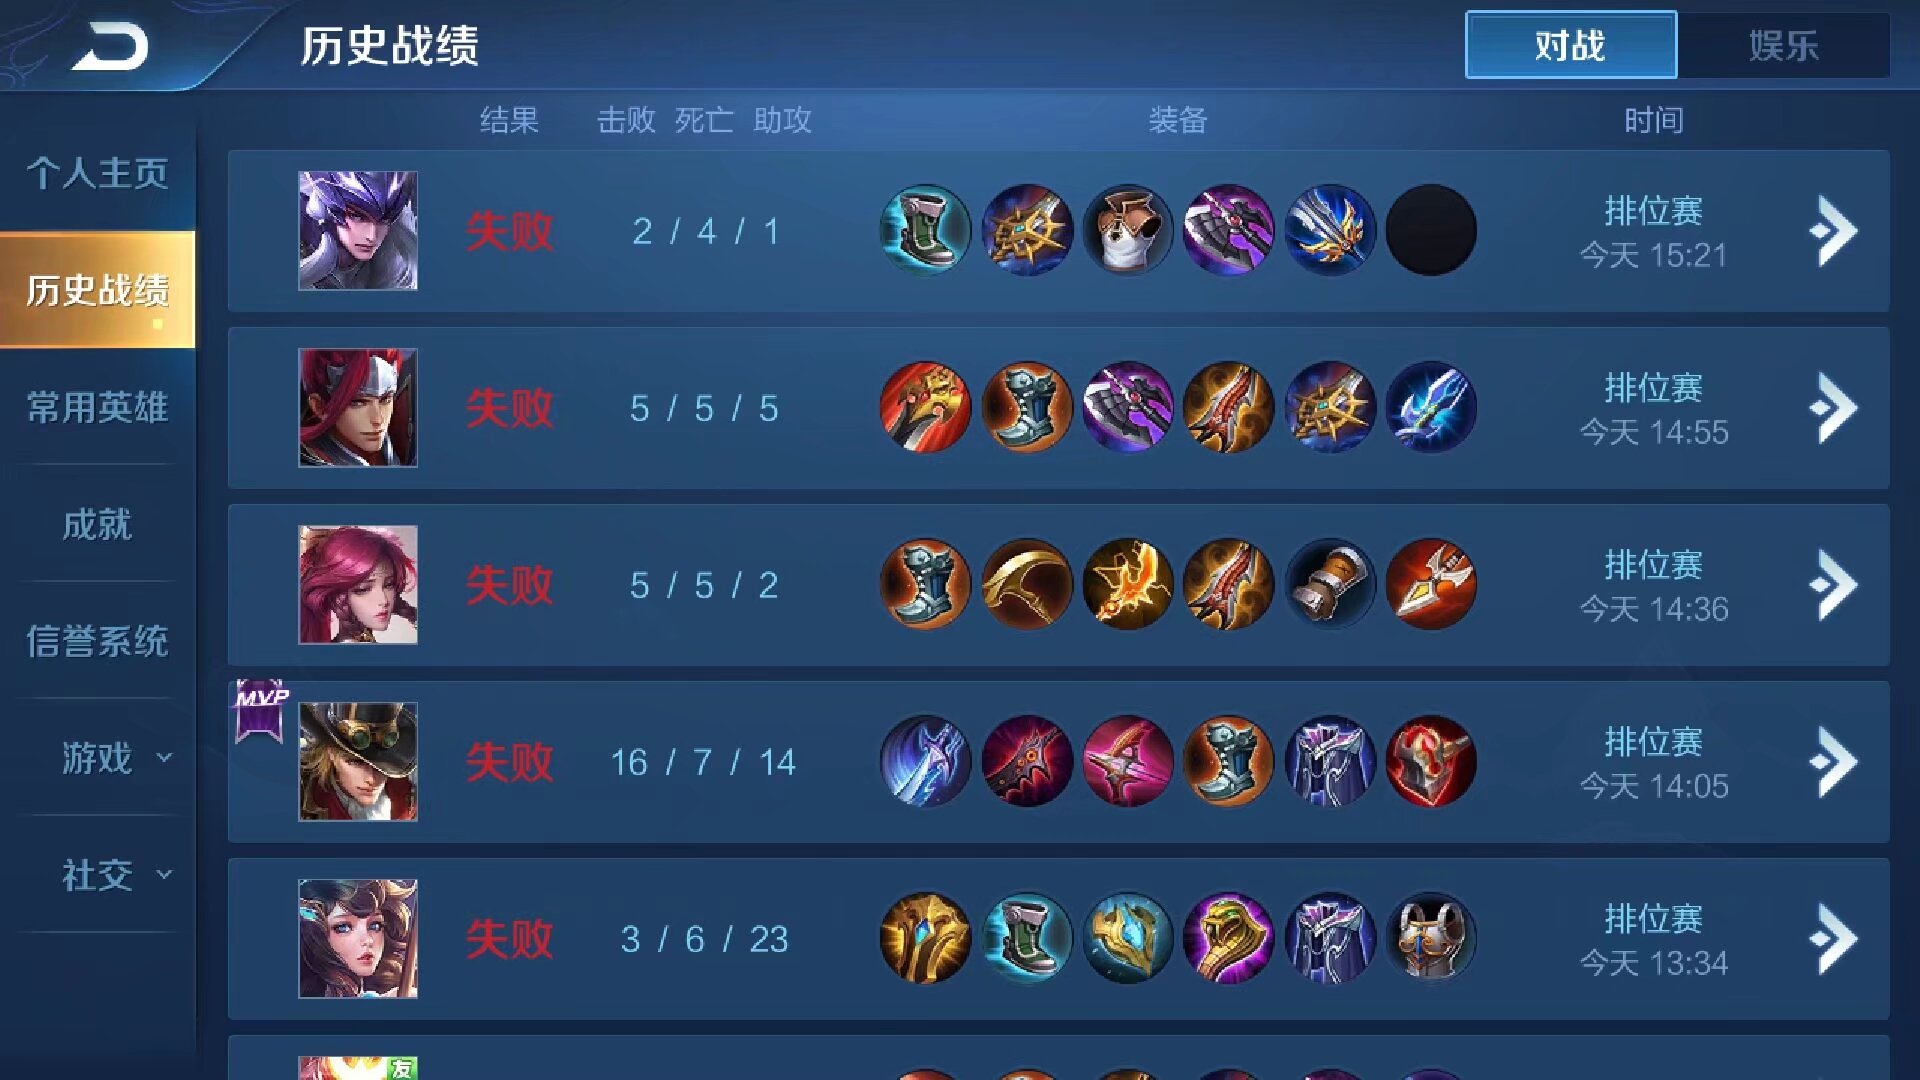 历史战绩
对战
娱乐
结果 击败 死亡 助攻 装备 时间
个人主页
历史战绩
常用英雄
成就
信誉系统
游戏
社交
失败 2 / 4 / 1 排位赛
今天 15:21
失败 5 / 5 / 5 排位赛
今天 14:55
失败 5 / 5 / 2 排位赛
今天 14:36
MVP
失败 16 / 7 / 14 排位赛
今天 14:05
失败 3 / 6 / 23 排位赛
今天 13:34
友